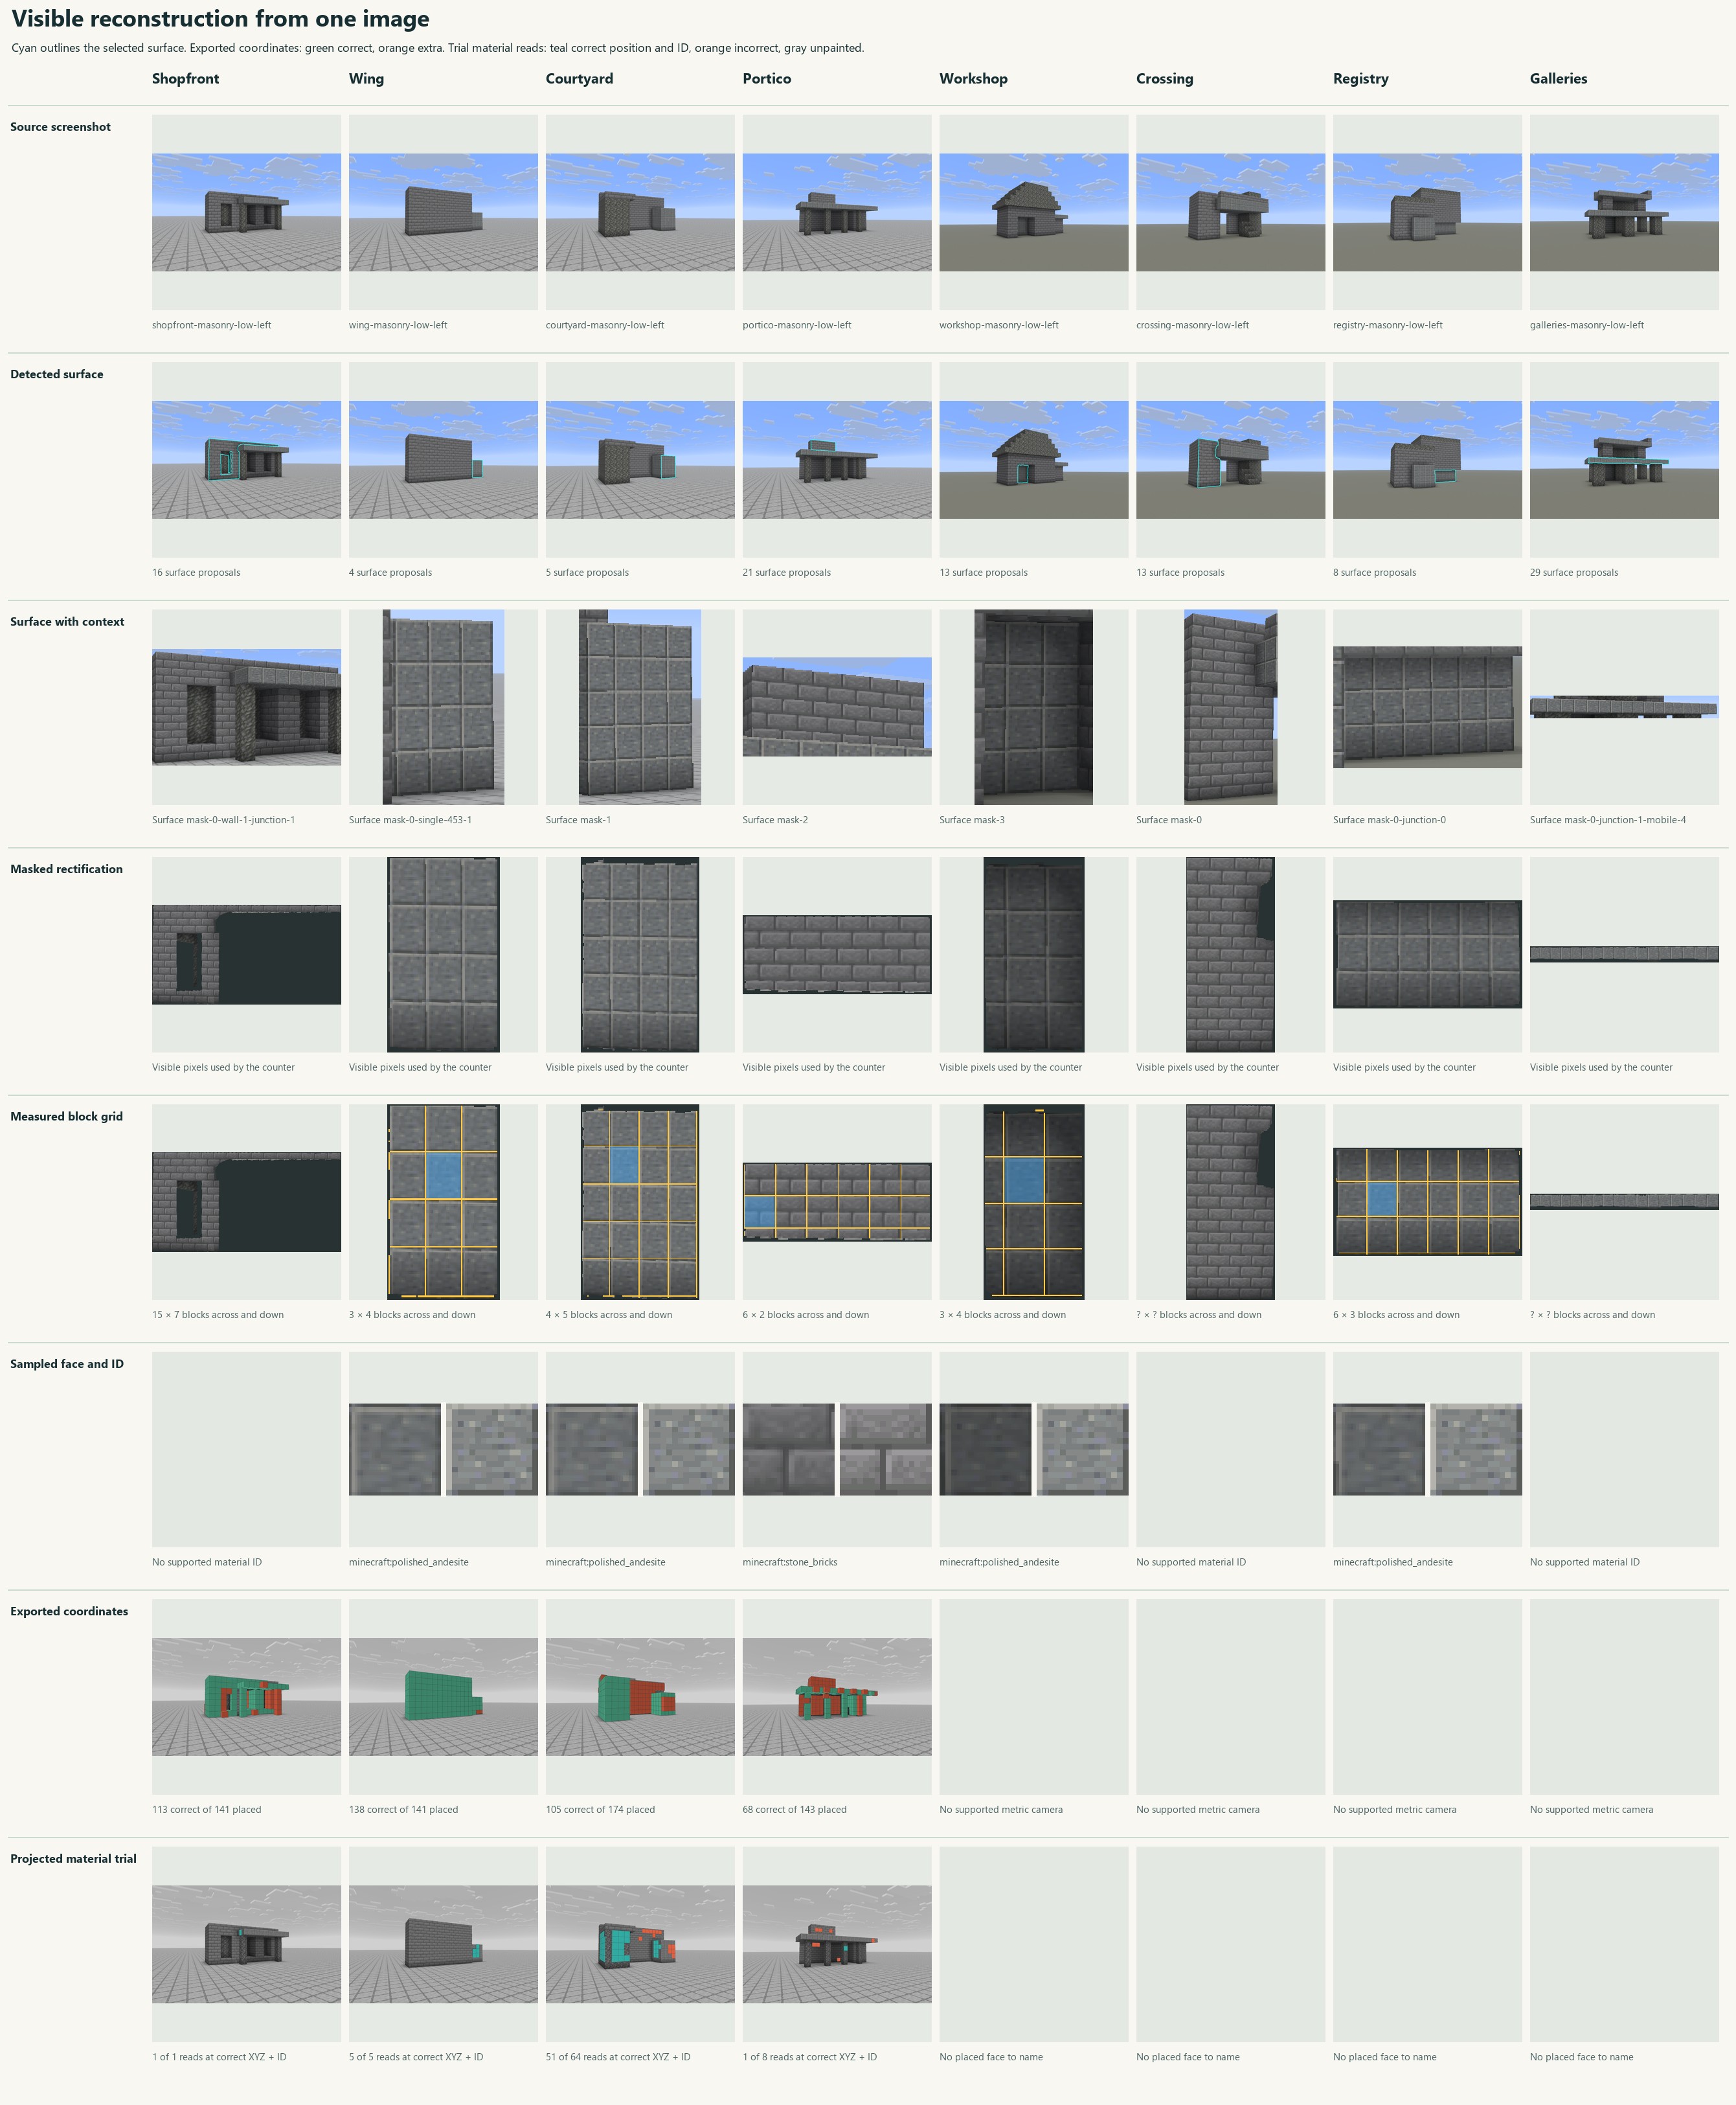 Visible reconstruction from one image
Cyan outlines the selected surface. Exported coordinates: green correct, orange extra. Trial material reads: teal correct position and ID, orange incorrect, gray unpainted.
Shopfront Wing Courtyard Portico Workshop Crossing Registry Galleries
Source screenshot
shopfront-masonry-low-left wing-masonry-low-left courtyard-masonry-low-left portico-masonry-low-left workshop-masonry-low-left crossing-masonry-low-left registry-masonry-low-left galleries-masonry-low-left
Detected surface
16 surface proposals 4 surface proposals 5 surface proposals 21 surface proposals 13 surface proposals 13 surface proposals 8 surface proposals 29 surface proposals
Surface with context
Surface mask-0-wall-1-junction-1 Surface mask-0-single-453-1 Surface mask-1 Surface mask-2 Surface mask-3 Surface mask-0 Surface mask-0-junction-0 Surface mask-0-junction-1-mobile-4
Masked rectification
Visible pixels used by the counter Visible pixels used by the counter Visible pixels used by the counter Visible pixels used by the counter Visible pixels used by the counter Visible pixels used by the counter Visible pixels used by the counter Visible pixels used by the counter
Measured block grid
15 × 7 blocks across and down 3 × 4 blocks across and down 4 × 5 blocks across and down 6 × 2 blocks across and down 3 × 4 blocks across and down ? × ? blocks across and down 6 × 3 blocks across and down ? × ? blocks across and down
Sampled face and ID
No supported material ID minecraft:polished_andesite minecraft:polished_andesite minecraft:stone_bricks minecraft:polished_andesite No supported material ID minecraft:polished_andesite No supported material ID
Exported coordinates
113 correct of 141 placed 138 correct of 141 placed 105 correct of 174 placed 68 correct of 143 placed No supported metric camera No supported metric camera No supported metric camera No supported metric camera
Projected material trial
1 of 1 reads at correct XYZ + ID 5 of 5 reads at correct XYZ + ID 51 of 64 reads at correct XYZ + ID 1 of 8 reads at correct XYZ + ID No placed face to name No placed face to name No placed face to name No placed face to name